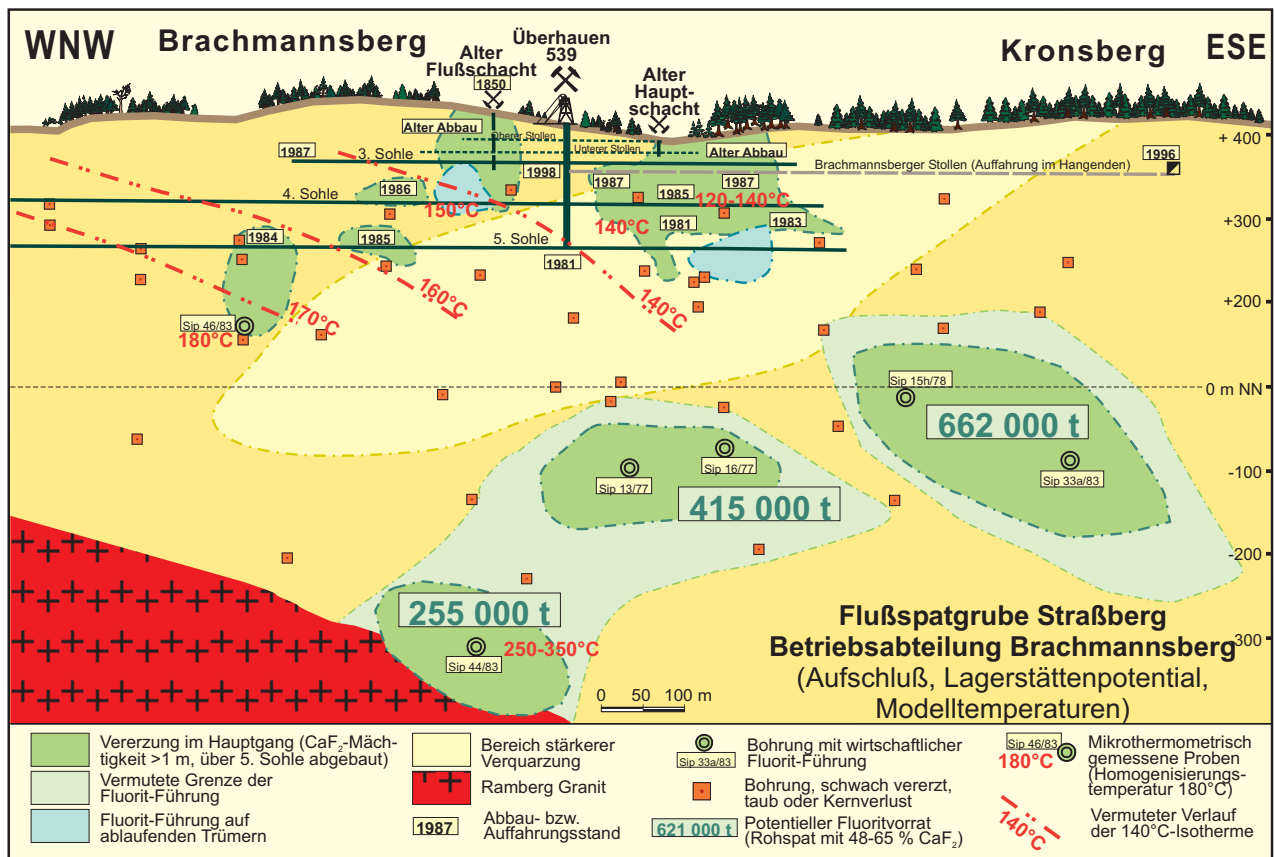 WNW
Brachmannsberg
Kronsberg
ESE
Alter
Flußschacht
1850
Überhauen
539
Alter
Haupt-
schacht
Alter Abbau
Oberer Stollen
Unterer Stollen
Alter Abbau
+ 400
1987
3. Sohle
1998
1987
1985
1987
Brachmannsberger Stollen (Auffahrung im Hangenden)
1996
4. Sohle
1986
150°C
120-140°C
140°C
1981
1983
+300
1984
1985
5. Sohle
1981
160°C
140°C
170°C
+200
Sip 46/83
180°C
0 m NN
Sip 15h/78
662 000 t
Sip 33a/83
Sip 13/77
Sip 16/77
-100
415 000 t
-200
255 000 t
Sip 44/83
250-350°C
-300
Flußspatgrube Straßberg
Betriebsabteilung Brachmannsberg
(Aufschluß, Lagerstättenpotential,
Modelltemperaturen)
0 50 100 m
Vererzung im Hauptgang (CaF₂-Mäch-
tigkeit >1 m, über 5. Sohle abgebaut)
Vermutete Grenze der
Fluorit-Führung
Fluorit-Führung auf
ablaufenden Trümern
Bereich stärkerer
Verquarzung
Ramberg Granit
1987
Abbau- bzw.
Auffahrungsstand
Sip 33a/83
Bohrung mit wirtschaftlicher
Fluorit-Führung
Bohrung, schwach vererzt,
taub oder Kernverlust
621 000 t
Potentieller Fluoritvorrat
(Rohspat mit 48-65 % CaF₂)
Sip 46/83
180°C
Mikrothermometrisch
gemessene Proben
(Homogenisierungs-
temperatur 180°C)
140°C
Vermuteter Verlauf
der 140°C-Isotherme